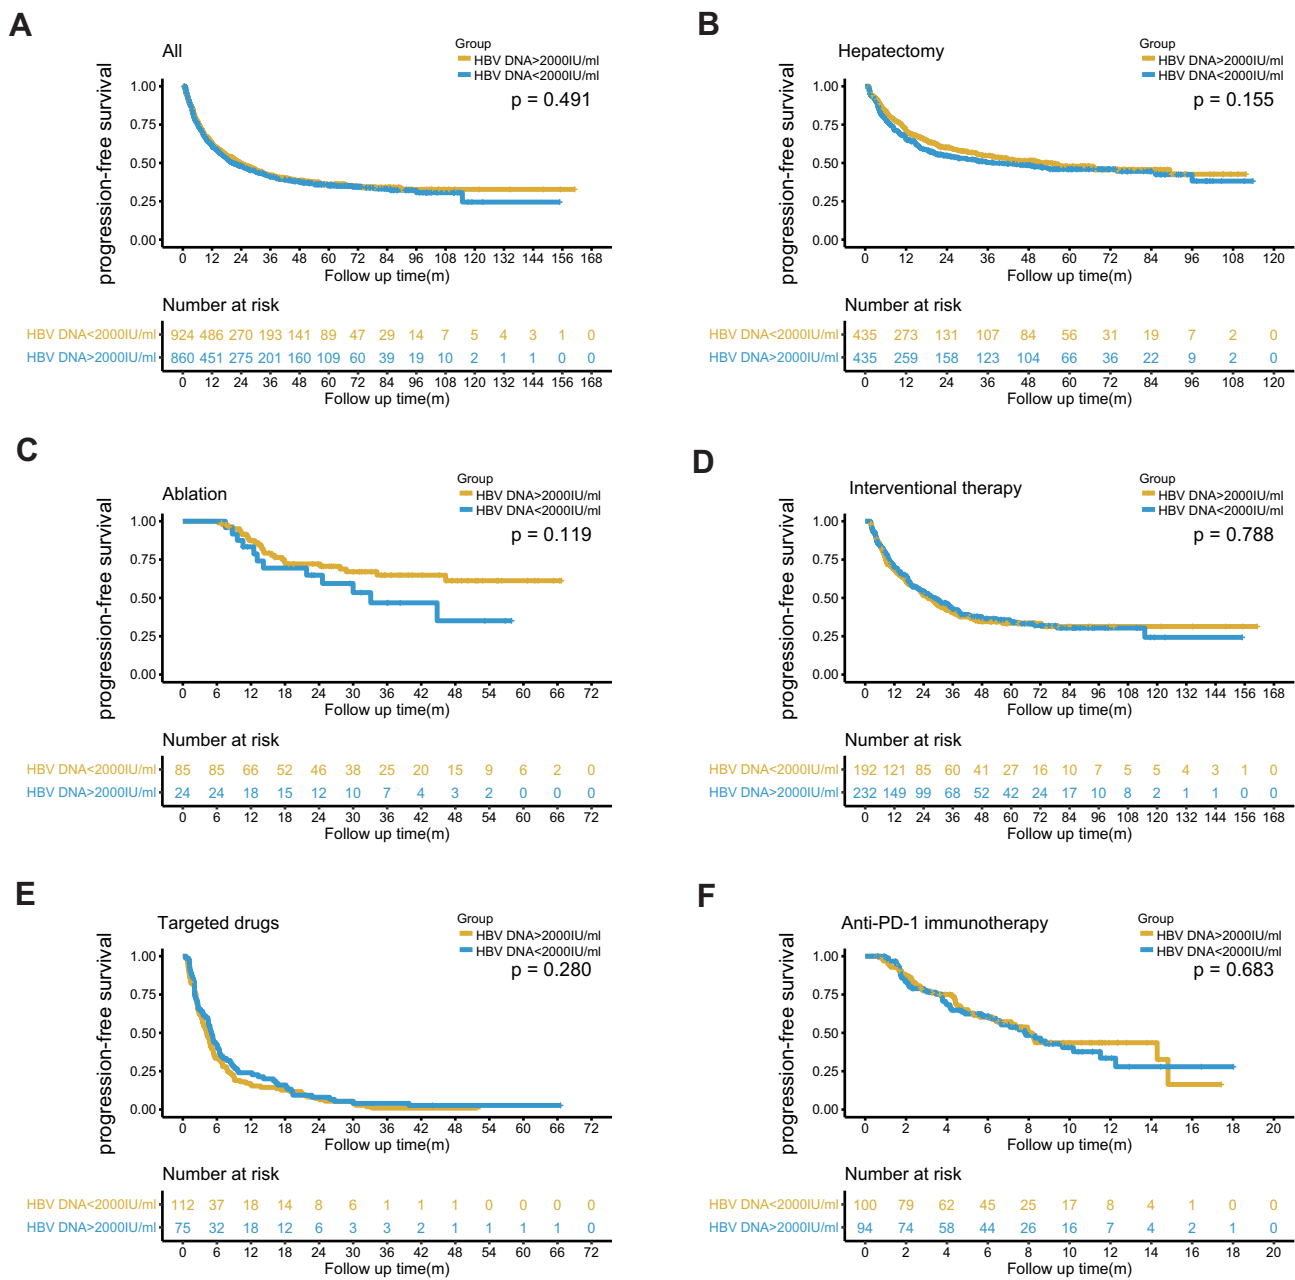 A
All
Group
HBV DNA>2000IU/ml
HBV DNA<2000IU/ml
p = 0.491
progression-free survival
1.00
0.75
0.50
0.25
0.00
0 12 24 36 48 60 72 84 96 108 120 132 144 156 168
Follow up time(m)
Number at risk
HBV DNA<2000IU/ml 924 486 270 193 141 89 47 29 14 7 5 4 3 1 0
HBV DNA>2000IU/ml 860 451 275 201 160 109 60 39 19 10 2 1 1 0 0
0 12 24 36 48 60 72 84 96 108 120 132 144 156 168
Follow up time(m)
B
Hepatectomy
Group
HBV DNA>2000IU/ml
HBV DNA<2000IU/ml
p = 0.155
progression-free survival
1.00
0.75
0.50
0.25
0.00
0 12 24 36 48 60 72 84 96 108 120
Follow up time(m)
Number at risk
HBV DNA<2000IU/ml 435 273 131 107 84 56 31 19 7 2 0
HBV DNA>2000IU/ml 435 259 158 123 104 66 36 22 9 2 0
0 12 24 36 48 60 72 84 96 108 120
Follow up time(m)
C
Ablation
Group
HBV DNA>2000IU/ml
HBV DNA<2000IU/ml
p = 0.119
progression-free survival
1.00
0.75
0.50
0.25
0.00
0 6 12 18 24 30 36 42 48 54 60 66 72
Follow up time(m)
Number at risk
HBV DNA<2000IU/ml 85 85 66 52 46 38 25 20 15 9 6 2 0
HBV DNA>2000IU/ml 24 24 18 15 12 10 7 4 3 2 0 0 0
0 6 12 18 24 30 36 42 48 54 60 66 72
Follow up time(m)
D
Interventional therapy
Group
HBV DNA>2000IU/ml
HBV DNA<2000IU/ml
p = 0.788
progression-free survival
1.00
0.75
0.50
0.25
0.00
0 12 24 36 48 60 72 84 96 108 120 132 144 156 168
Follow up time(m)
Number at risk
HBV DNA<2000IU/ml 192 121 85 60 41 27 16 10 7 5 5 4 3 1 0
HBV DNA>2000IU/ml 232 149 99 68 52 42 24 17 10 8 2 1 1 0 0
0 12 24 36 48 60 72 84 96 108 120 132 144 156 168
Follow up time(m)
E
Targeted drugs
Group
HBV DNA>2000IU/ml
HBV DNA<2000IU/ml
p = 0.280
progression-free survival
1.00
0.75
0.50
0.25
0.00
0 6 12 18 24 30 36 42 48 54 60 66 72
Follow up time(m)
Number at risk
HBV DNA<2000IU/ml 112 37 18 14 8 6 1 1 1 0 0 0 0
HBV DNA>2000IU/ml 75 32 18 12 6 3 3 2 1 1 1 1 0
0 6 12 18 24 30 36 42 48 54 60 66 72
Follow up time(m)
F
Anti-PD-1 immunotherapy
Group
HBV DNA>2000IU/ml
HBV DNA<2000IU/ml
p = 0.683
progression-free survival
1.00
0.75
0.50
0.25
0.00
0 2 4 6 8 10 12 14 16 18 20
Follow up time(m)
Number at risk
HBV DNA<2000IU/ml 100 79 62 45 25 17 8 4 1 0 0
HBV DNA>2000IU/ml 94 74 58 44 26 16 7 4 2 1 0
0 2 4 6 8 10 12 14 16 18 20
Follow up time(m)